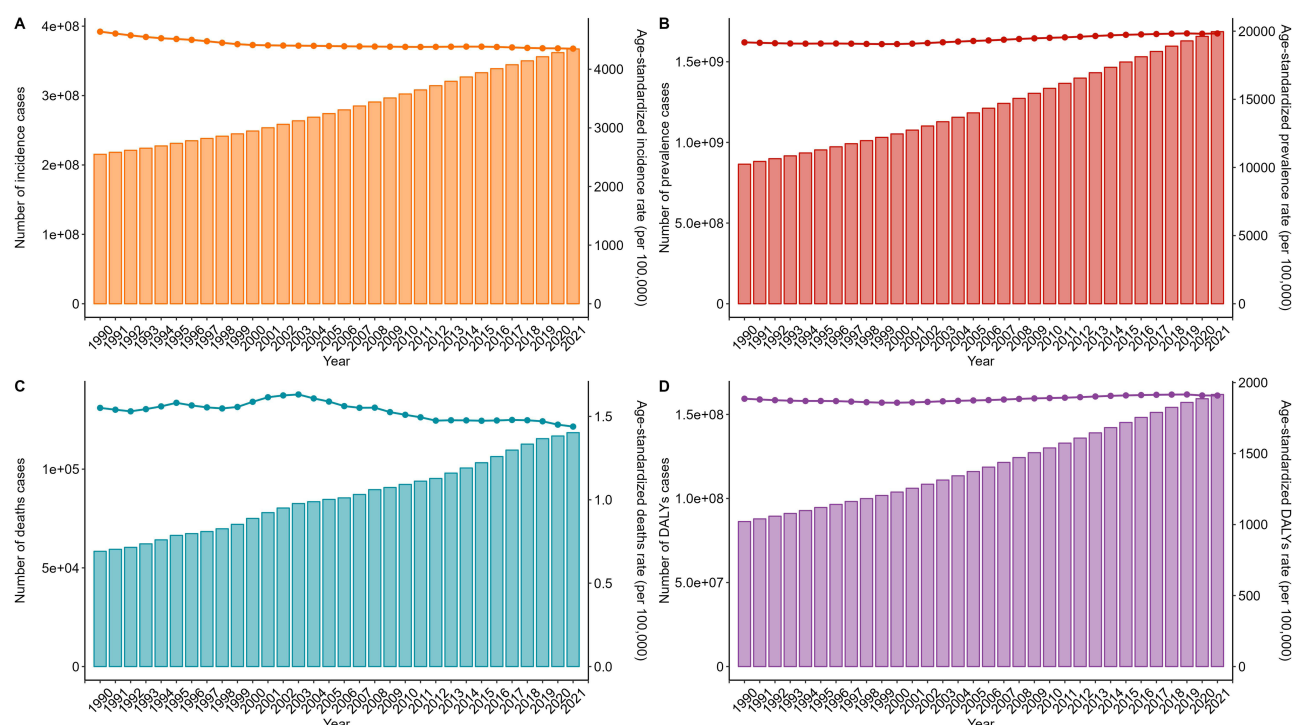 A
Number of incidence cases
4e+08
3e+08
2e+08
1e+08
0
4000
3000
2000
1000
0
Age-standardized incidence rate (per 100,000)
1990 1991 1992 1993 1994 1995 1996 1997 1998 1999 2000 2001 2002 2003 2004 2005 2006 2007 2008 2009 2010 2011 2012 2013 2014 2015 2016 2017 2018 2019 2020 2021
Year
B
Number of prevalence cases
1.5e+09
1.0e+09
5.0e+08
0
20000
15000
10000
5000
0
Age-standardized prevalence rate (per 100,000)
1990 1991 1992 1993 1994 1995 1996 1997 1998 1999 2000 2001 2002 2003 2004 2005 2006 2007 2008 2009 2010 2011 2012 2013 2014 2015 2016 2017 2018 2019 2020 2021
Year
C
Number of deaths cases
1e+05
5e+04
0
1.5
1.0
0.5
0.0
Age-standardized deaths rate (per 100,000)
1990 1991 1992 1993 1994 1995 1996 1997 1998 1999 2000 2001 2002 2003 2004 2005 2006 2007 2008 2009 2010 2011 2012 2013 2014 2015 2016 2017 2018 2019 2020 2021
Year
D
Number of DALYs cases
1.5e+08
1.0e+08
5.0e+07
0
2000
1500
1000
500
0
Age-standardized DALYs rate (per 100,000)
1990 1991 1992 1993 1994 1995 1996 1997 1998 1999 2000 2001 2002 2003 2004 2005 2006 2007 2008 2009 2010 2011 2012 2013 2014 2015 2016 2017 2018 2019 2020 2021
Year